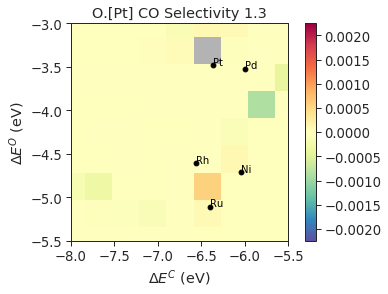 O.[Pt] CO Selectivity 1.3
−3.0
−3.5
−4.0
−4.5
−5.0
−5.5
ΔE^O (eV)
Pt
Pd
Rh
Ni
Ru
−8.0 −7.5 −7.0 −6.5 −6.0 −5.5
ΔE^C (eV)
0.0020
0.0015
0.0010
0.0005
0.0000
−0.0005
−0.0010
−0.0015
−0.0020